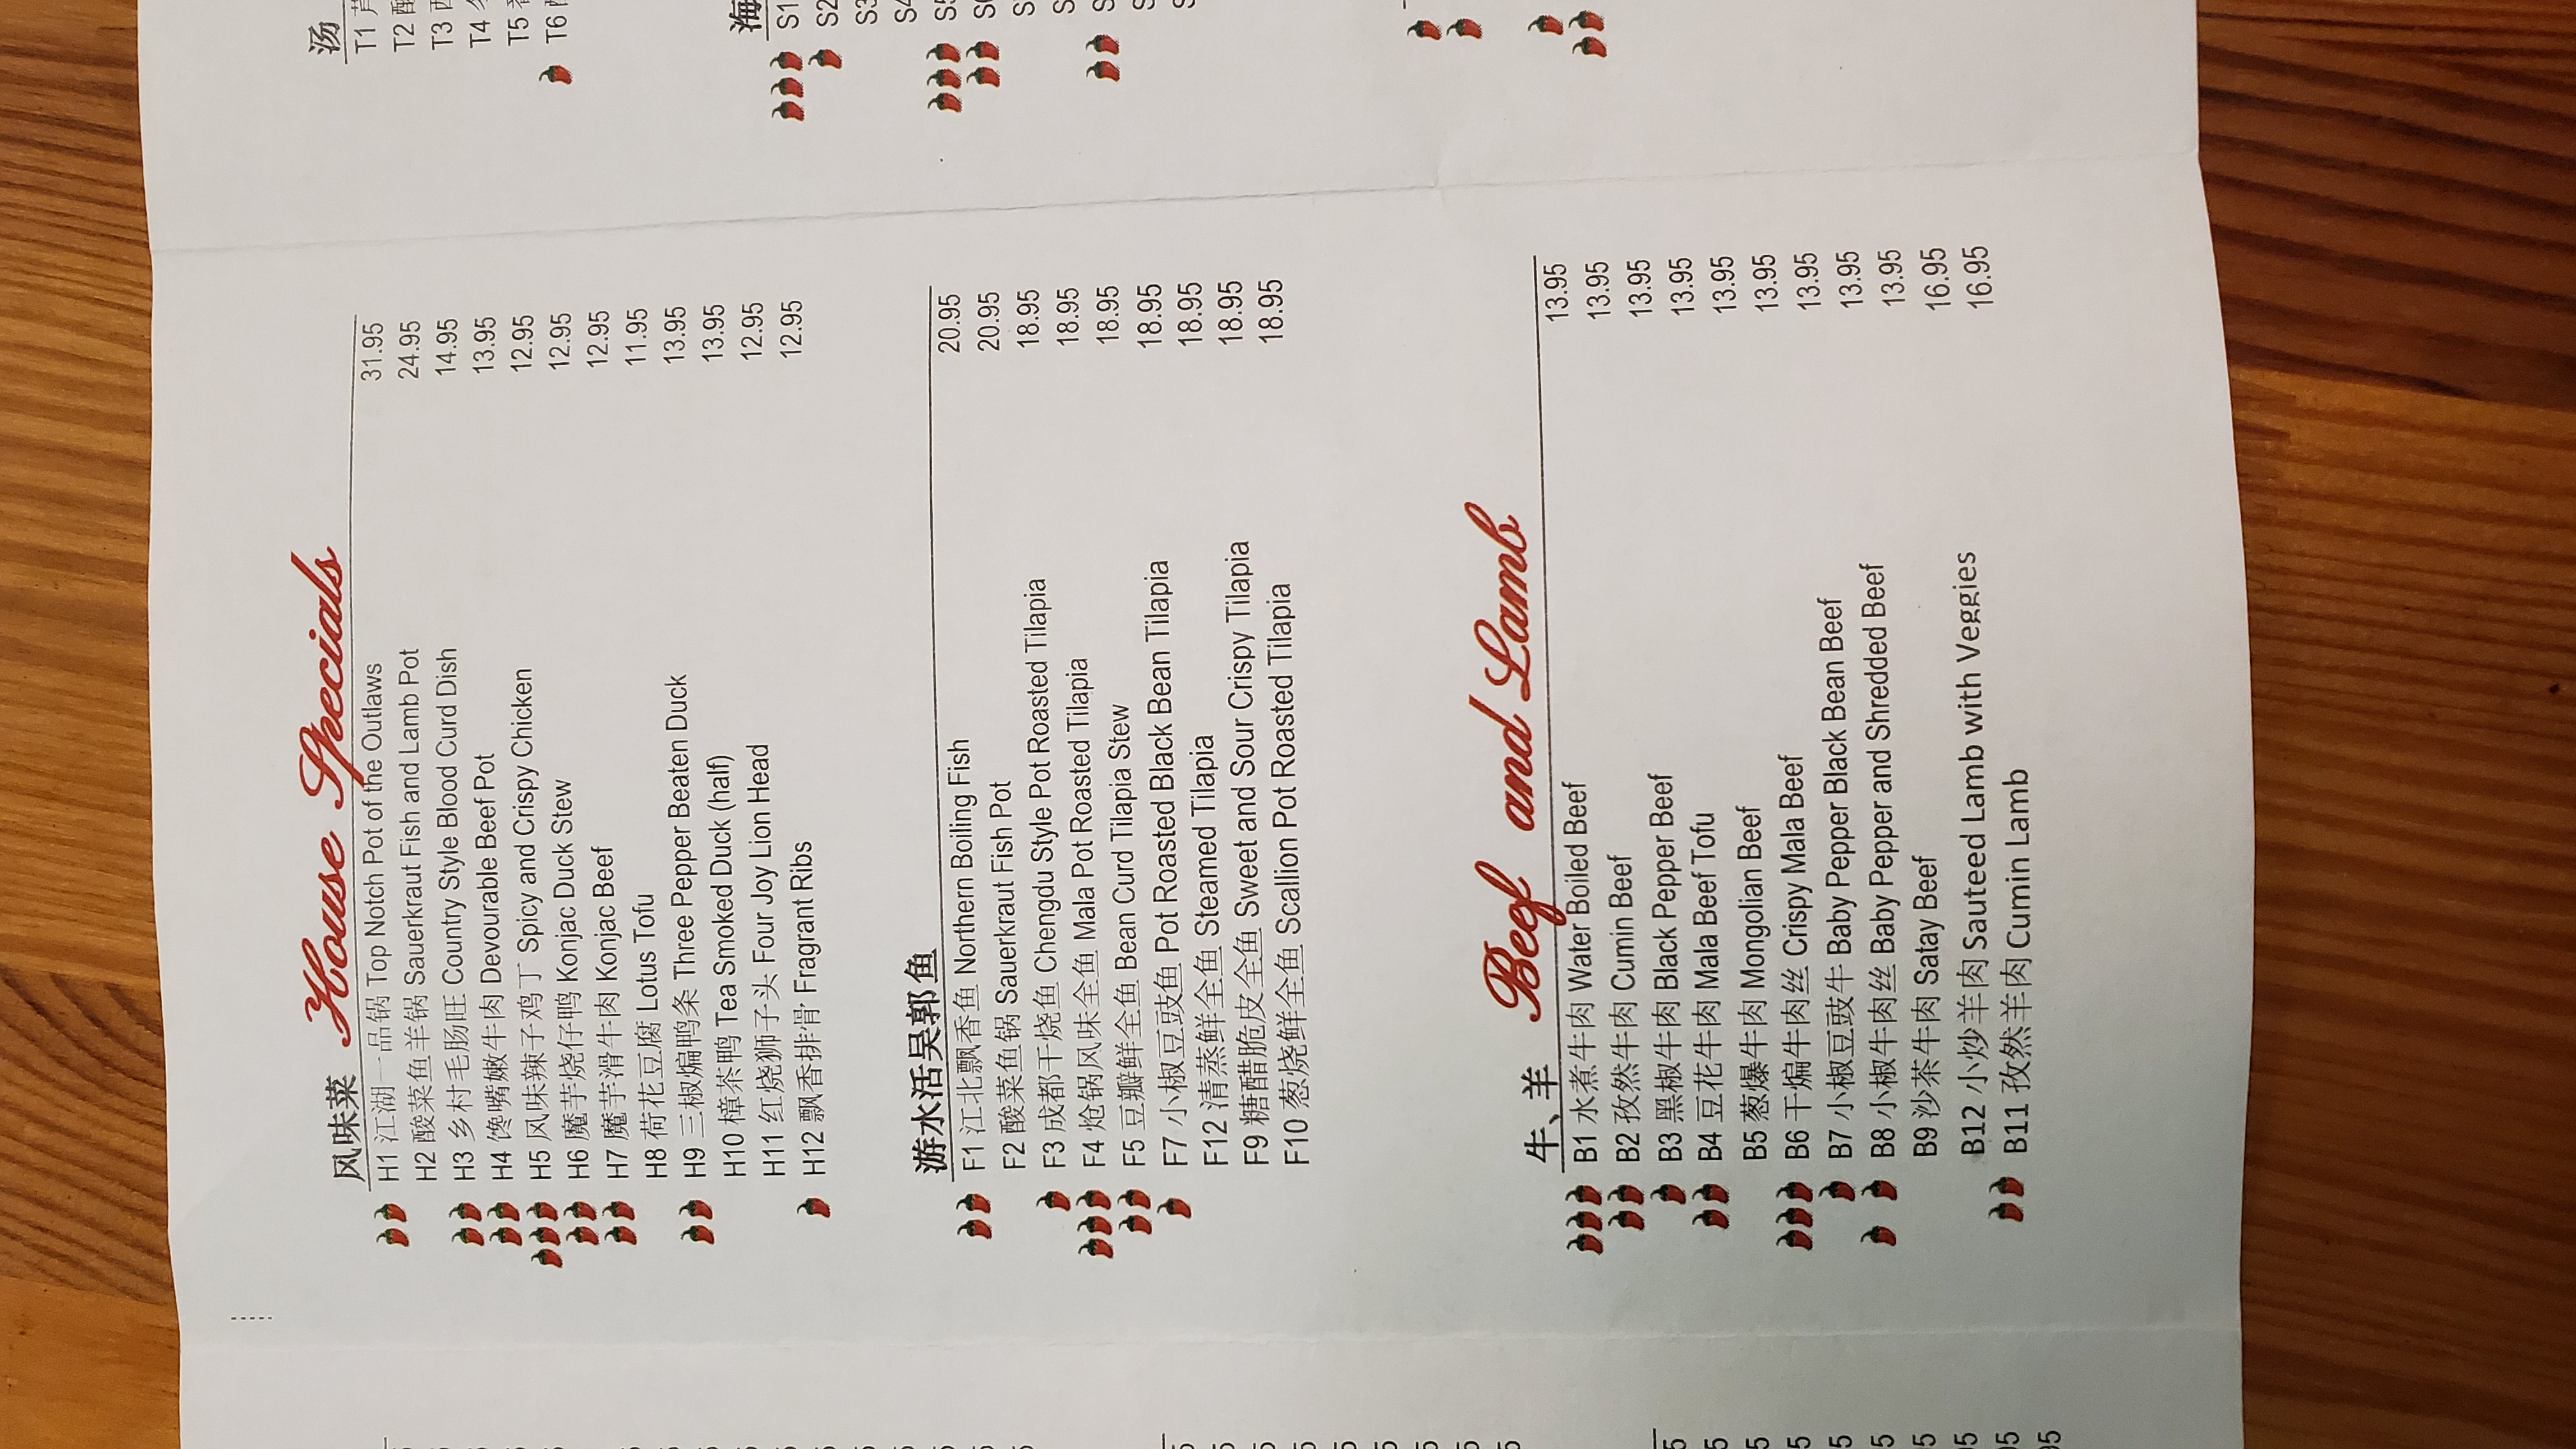 风味菜 House Specials
H1 江湖一品锅 Top Notch Pot of the Outlaws 31.95
H2 酸菜鱼羊锅 Sauerkraut Fish and Lamb Pot 24.95
H3 乡村毛肠旺 Country Style Blood Curd Dish 14.95
H4 馋嘴嫩牛肉 Devourable Beef Pot 13.95
H5 风味辣子鸡丁 Spicy and Crispy Chicken 12.95
H6 魔芋烧仔鸭 Konjac Duck Stew 12.95
H7 魔芋滑牛肉 Konjac Beef 12.95
H8 荷花豆腐 Lotus Tofu 11.95
H9 三椒煸鸭条 Three Pepper Beaten Duck 13.95
H10 樟茶鸭 Tea Smoked Duck (half) 13.95
H11 红烧狮子头 Four Joy Lion Head 12.95
H12 飘香排骨 Fragrant Ribs 12.95
游水活吴郭鱼
F1 江北飘香鱼 Northern Boiling Fish 20.95
F2 酸菜鱼锅 Sauerkraut Fish Pot 20.95
F3 成都干烧鱼 Chengdu Style Pot Roasted Tilapia 18.95
F4 炝锅风味全鱼 Mala Pot Roasted Tilapia 18.95
F5 豆瓣鲜全鱼 Bean Curd Tilapia Stew 18.95
F7 小椒豆豉鱼 Pot Roasted Black Bean Tilapia 18.95
F12 清蒸鲜全鱼 Steamed Tilapia 18.95
F9 糖醋脆皮全鱼 Sweet and Sour Crispy Tilapia 18.95
F10 葱烧鲜全鱼 Scallion Pot Roasted Tilapia 18.95
牛、羊 Beef and Lamb
B1 水煮牛肉 Water Boiled Beef 13.95
B2 孜然牛肉 Cumin Beef 13.95
B3 黑椒牛肉 Black Pepper Beef 13.95
B4 豆花牛肉 Mala Beef Tofu 13.95
B5 葱爆牛肉 Mongolian Beef 13.95
B6 干煸牛肉丝 Crispy Mala Beef 13.95
B7 小椒豆豉牛 Baby Pepper Black Bean Beef 13.95
B8 小椒牛肉丝 Baby Pepper and Shredded Beef 13.95
B9 沙茶牛肉 Satay Beef 13.95
B12 小炒羊肉 Sauteed Lamb with Veggies 16.95
B11 孜然羊肉 Cumin Lamb 16.95
汤
T1
T2 酸
T3
T4
T5
T6
海
S1
S2
S3